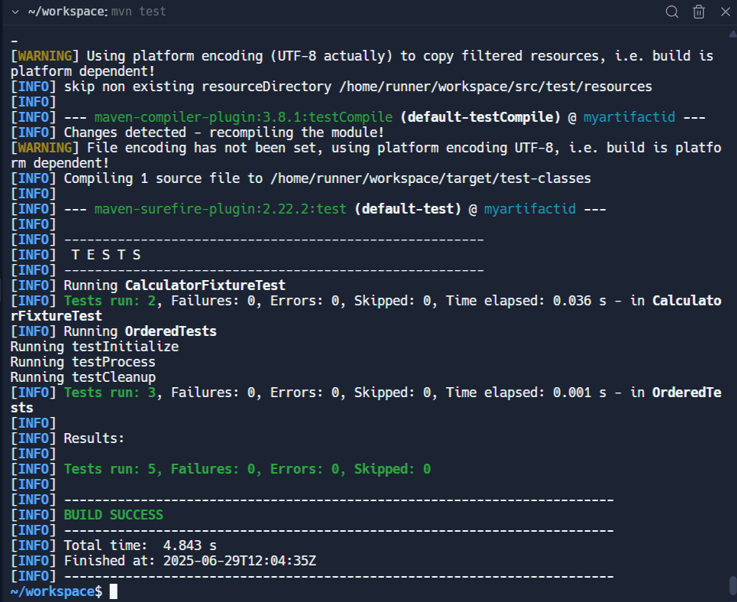 ~/workspace: mvn test
-
[WARNING] Using platform encoding (UTF-8 actually) to copy filtered resources, i.e. build is
platform dependent!
[INFO] skip non existing resourceDirectory /home/runner/workspace/src/test/resources
[INFO]
[INFO] --- maven-compiler-plugin:3.8.1:testCompile (default-testCompile) @ myartifactid ---
[INFO] Changes detected - recompiling the module!
[WARNING] File encoding has not been set, using platform encoding UTF-8, i.e. build is platfo
rm dependent!
[INFO] Compiling 1 source file to /home/runner/workspace/target/test-classes
[INFO]
[INFO] --- maven-surefire-plugin:2.22.2:test (default-test) @ myartifactid ---
[INFO]
[INFO] -------------------------------------------------------
[INFO]  T E S T S
[INFO] -------------------------------------------------------
[INFO] Running CalculatorFixtureTest
[INFO] Tests run: 2, Failures: 0, Errors: 0, Skipped: 0, Time elapsed: 0.036 s - in Calculato
rFixtureTest
[INFO] Running OrderedTests
Running testInitialize
Running testProcess
Running testCleanup
[INFO] Tests run: 3, Failures: 0, Errors: 0, Skipped: 0, Time elapsed: 0.001 s - in OrderedTe
sts
[INFO]
[INFO] Results:
[INFO]
[INFO] Tests run: 5, Failures: 0, Errors: 0, Skipped: 0
[INFO]
[INFO] ------------------------------------------------------------------------
[INFO] BUILD SUCCESS
[INFO] ------------------------------------------------------------------------
[INFO] Total time:  4.843 s
[INFO] Finished at: 2025-06-29T12:04:35Z
[INFO] ------------------------------------------------------------------------
~/workspace$